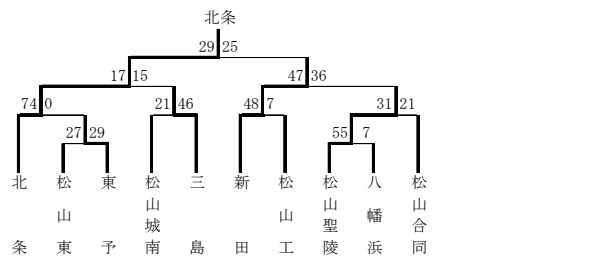 北条
29 25
17 15 47 36
74 0 21 46 48 7 31 21
27 29 55 7
北条 松山東 東予 松山城南 三島 新田 松山工 松山聖陵 八幡浜 松山合同